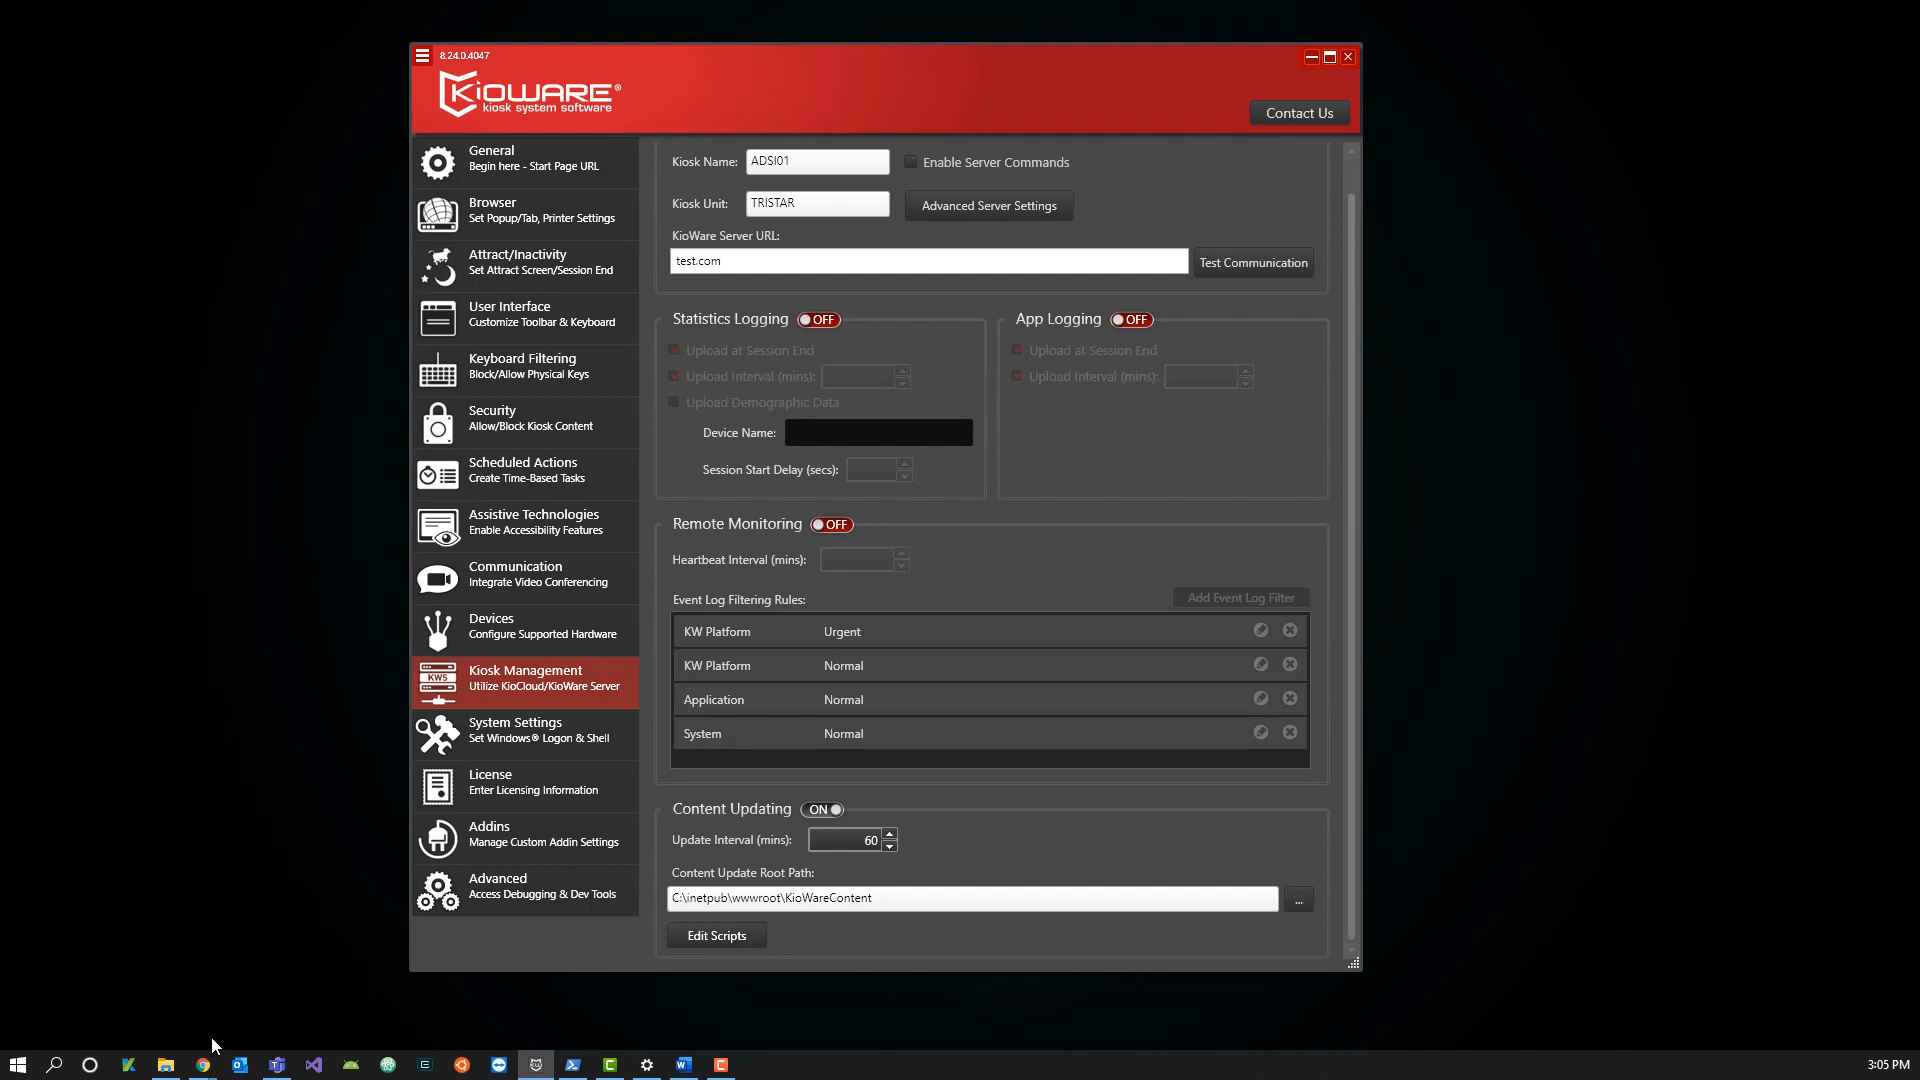 8.24.0.4047
KioWARE®
kiosk system software
Contact Us
General
Begin here - Start Page URL
Browser
Set Popup/Tab, Printer Settings
Attract/Inactivity
Set Attract Screen/Session End
User Interface
Customize Toolbar & Keyboard
Keyboard Filtering
Block/Allow Physical Keys
Security
Allow/Block Kiosk Content
Scheduled Actions
Create Time-Based Tasks
Assistive Technologies
Enable Accessibility Features
Communication
Integrate Video Conferencing
Devices
Configure Supported Hardware
KWS
Kiosk Management
Utilize KioCloud/KioWare Server
System Settings
Set Windows® Logon & Shell
License
Enter Licensing Information
Addins
Manage Custom Addin Settings
Advanced
Access Debugging & Dev Tools
Kiosk Name: ADSI01 Enable Server Commands
Kiosk Unit: TRISTAR Advanced Server Settings
KioWare Server URL:
test.com Test Communication
Statistics Logging OFF
Upload at Session End
Upload Interval (mins):
Upload Demographic Data
Device Name:
Session Start Delay (secs):
App Logging OFF
Upload at Session End
Upload Interval (mins):
Remote Monitoring OFF
Heartbeat Interval (mins):
Event Log Filtering Rules: Add Event Log Filter
KW Platform Urgent
KW Platform Normal
Application Normal
System Normal
Content Updating ON
Update Interval (mins): 60
Content Update Root Path:
C:\inetpub\wwwroot\KioWareContent ...
Edit Scripts
3:05 PM